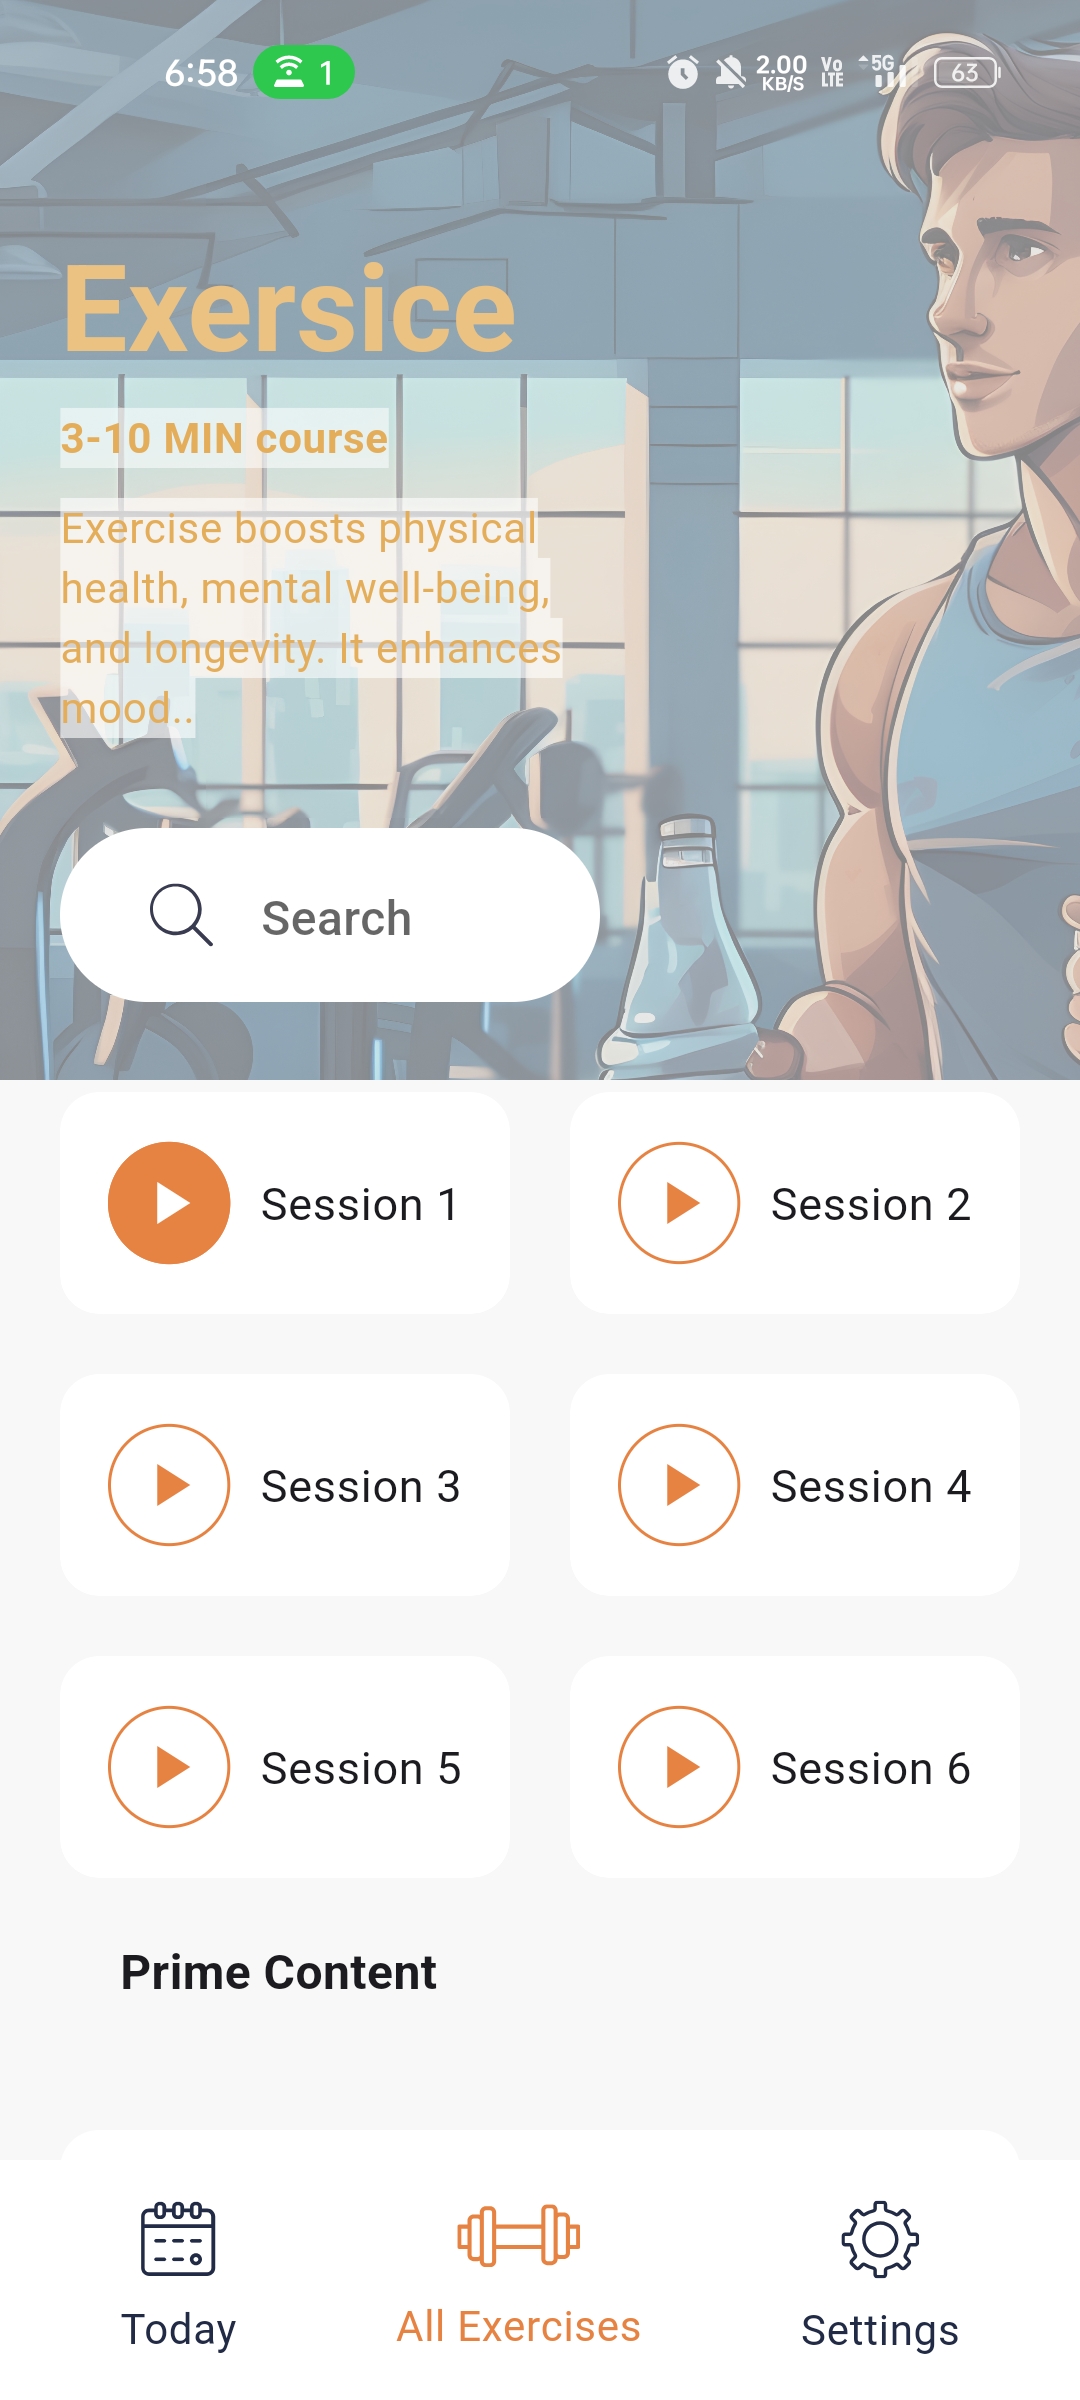 6:58 1 2.00 KB/S Vo LTE 5G 63
Exersice
3-10 MIN course
Exercise boosts physical
health, mental well-being,
and longevity. It enhances
mood..
Search
Session 1 Session 2
Session 3 Session 4
Session 5 Session 6
Prime Content
Today All Exercises Settings